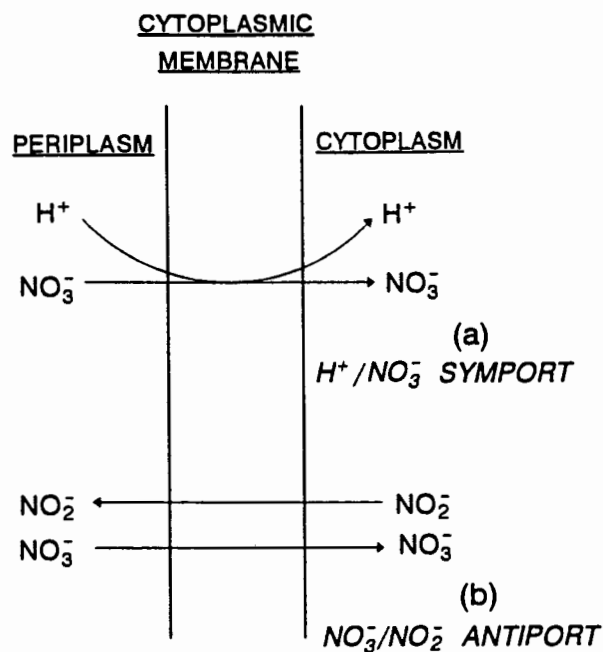 CYTOPLASMIC
MEMBRANE
PERIPLASM CYTOPLASM
H⁺ H⁺
NO₃⁻ NO₃⁻
(a)
H⁺/NO₃⁻ SYMPORT
NO₂⁻ NO₂⁻
NO₃⁻ NO₃⁻
(b)
NO₃⁻/NO₂⁻ ANTIPORT